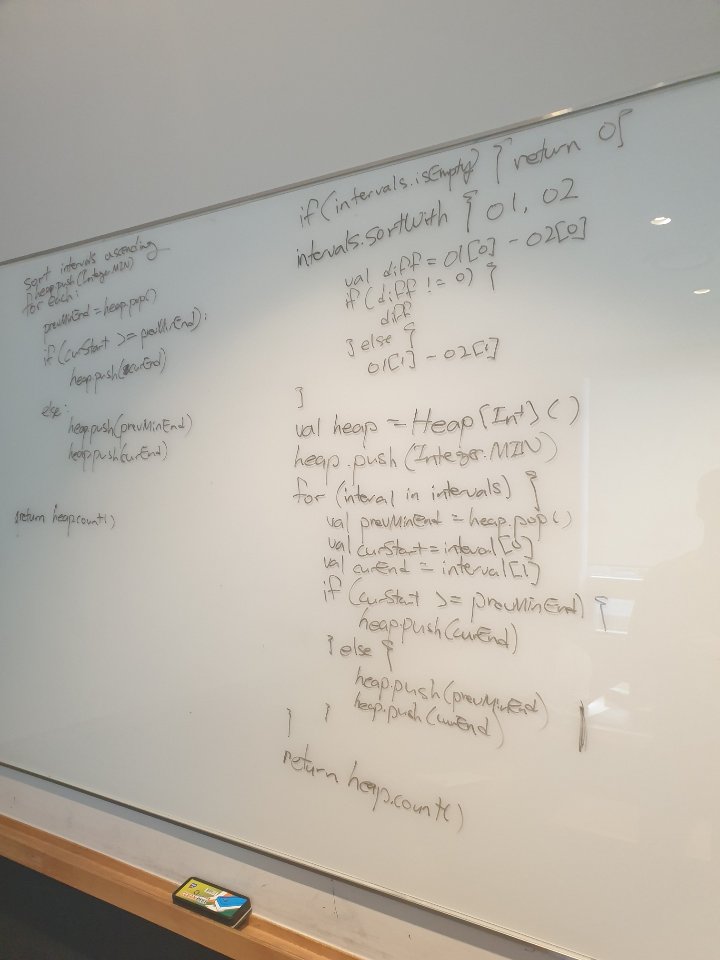 sort intervals ascending
heap.push(Integer.MIN)
for each:
prevMinEnd = heap.pop()
if (curStart >= prevMinEnd):
heap.push(curEnd)
else:
heap.push(prevMinEnd)
heap.push(curEnd)
return heap.count()
if (intervals.isEmpty) { return 0}
intervals.sortWith { o1, o2
val diff = o1[0] - o2[0]
if (diff != 0) {
diff
} else {
o1[1] - o2[1]
}
val heap = Heap[Int]()
heap.push(Integer.MIN)
for (interval in intervals) {
val prevMinEnd = heap.pop()
val curStart = interval[0]
val curEnd = interval[1]
if (curStart >= prevMinEnd) {
heap.push(curEnd)
} else {
heap.push(prevMinEnd)
heap.push(curEnd)
} }
return heap.count()